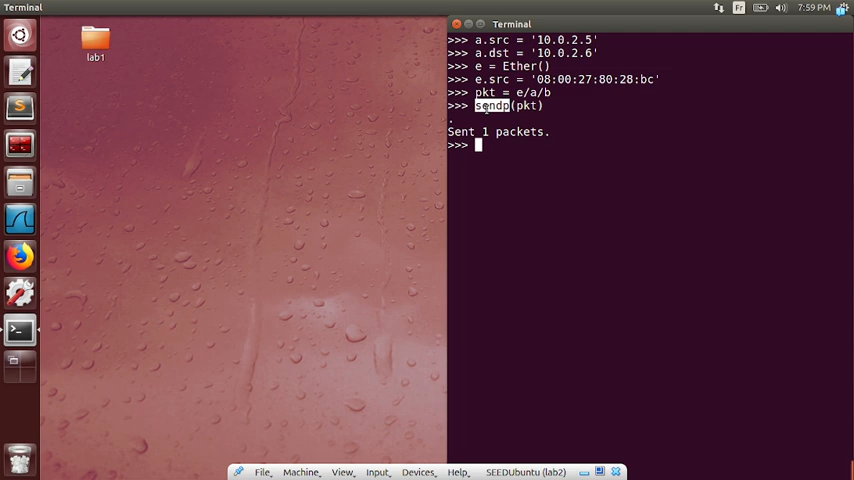 Terminal
Fr
7:59 PM
Terminal
lab1
>>> a.src = '10.0.2.5'
>>> a.dst = '10.0.2.6'
>>> e = Ether()
>>> e.src = '08:00:27:80:28:bc'
>>> pkt = e/a/b
>>> sendp(pkt)
.
Sent 1 packets.
>>>
File, Machine, View, Input, Devices, Help, SEEDUbuntu (lab2)